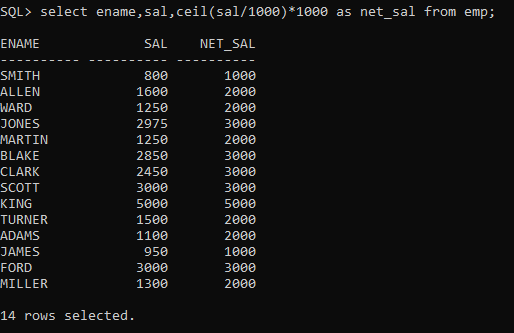 SQL> select ename,sal,ceil(sal/1000)*1000 as net_sal from emp;
ENAME             SAL    NET_SAL
---------- ---------- ----------
SMITH             800       1000
ALLEN            1600       2000
WARD             1250       2000
JONES            2975       3000
MARTIN           1250       2000
BLAKE            2850       3000
CLARK            2450       3000
SCOTT            3000       3000
KING             5000       5000
TURNER           1500       2000
ADAMS            1100       2000
JAMES             950       1000
FORD             3000       3000
MILLER           1300       2000
14 rows selected.